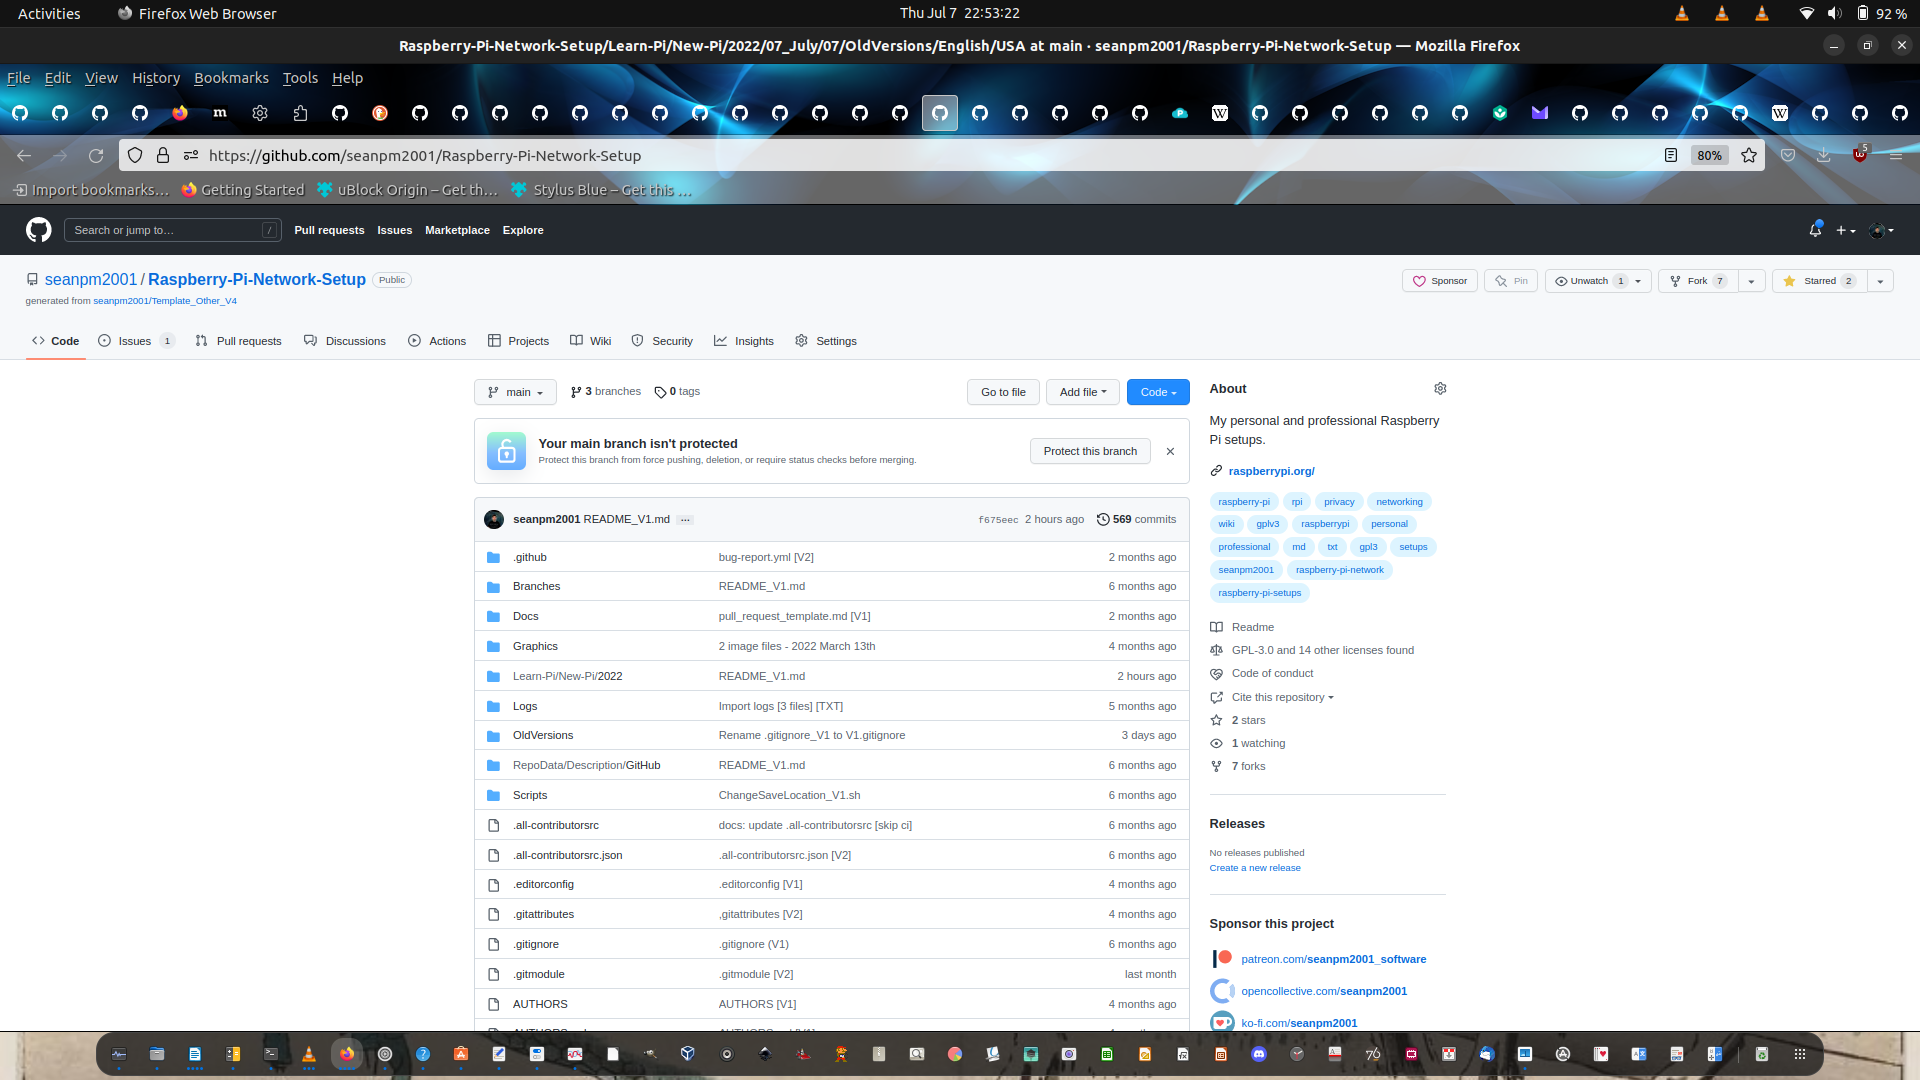 Activities Firefox Web Browser Thu Jul 7 22:53:22 92 %
Raspberry-Pi-Network-Setup/Learn-Pi/New-Pi/2022/07_July/07/OldVersions/English/USA at main · seanpm2001/Raspberry-Pi-Network-Setup — Mozilla Firefox
File Edit View History Bookmarks Tools Help
https://github.com/seanpm2001/Raspberry-Pi-Network-Setup 80% 5
Import bookmarks… Getting Started uBlock Origin – Get th… Stylus Blue – Get this …
Search or jump to… / Pull requests Issues Marketplace Explore
seanpm2001 / Raspberry-Pi-Network-Setup Public
Sponsor Pin Unwatch 1 Fork 7 Starred 2
generated from seanpm2001/Template_Other_V4
Code Issues 1 Pull requests Discussions Actions Projects Wiki Security Insights Settings
main 3 branches 0 tags Go to file Add file Code
Your main branch isn't protected
Protect this branch from force pushing, deletion, or require status checks before merging.
Protect this branch
seanpm2001 README_V1.md ... f675eec 2 hours ago 569 commits
.github bug-report.yml [V2] 2 months ago
Branches README_V1.md 6 months ago
Docs pull_request_template.md [V1] 2 months ago
Graphics 2 image files - 2022 March 13th 4 months ago
Learn-Pi/New-Pi/2022 README_V1.md 2 hours ago
Logs Import logs [3 files] [TXT] 5 months ago
OldVersions Rename .gitignore_V1 to V1.gitignore 3 days ago
RepoData/Description/GitHub README_V1.md 6 months ago
Scripts ChangeSaveLocation_V1.sh 6 months ago
.all-contributorsrc docs: update .all-contributorsrc [skip ci] 6 months ago
.all-contributorsrc.json .all-contributorsrc.json [V2] 6 months ago
.editorconfig .editorconfig [V1] 4 months ago
.gitattributes ,gitattributes [V2] 4 months ago
.gitignore .gitignore (V1) 6 months ago
.gitmodule .gitmodule [V2] last month
AUTHORS AUTHORS [V1] 4 months ago
About
My personal and professional Raspberry
Pi setups.
raspberrypi.org/
raspberry-pi rpi privacy networking
wiki gplv3 raspberrypi personal
professional md txt gpl3 setups
seanpm2001 raspberry-pi-network
raspberry-pi-setups
Readme
GPL-3.0 and 14 other licenses found
Code of conduct
Cite this repository
2 stars
1 watching
7 forks
Releases
No releases published
Create a new release
Sponsor this project
patreon.com/seanpm2001_software
opencollective.com/seanpm2001
ko-fi.com/seanpm2001